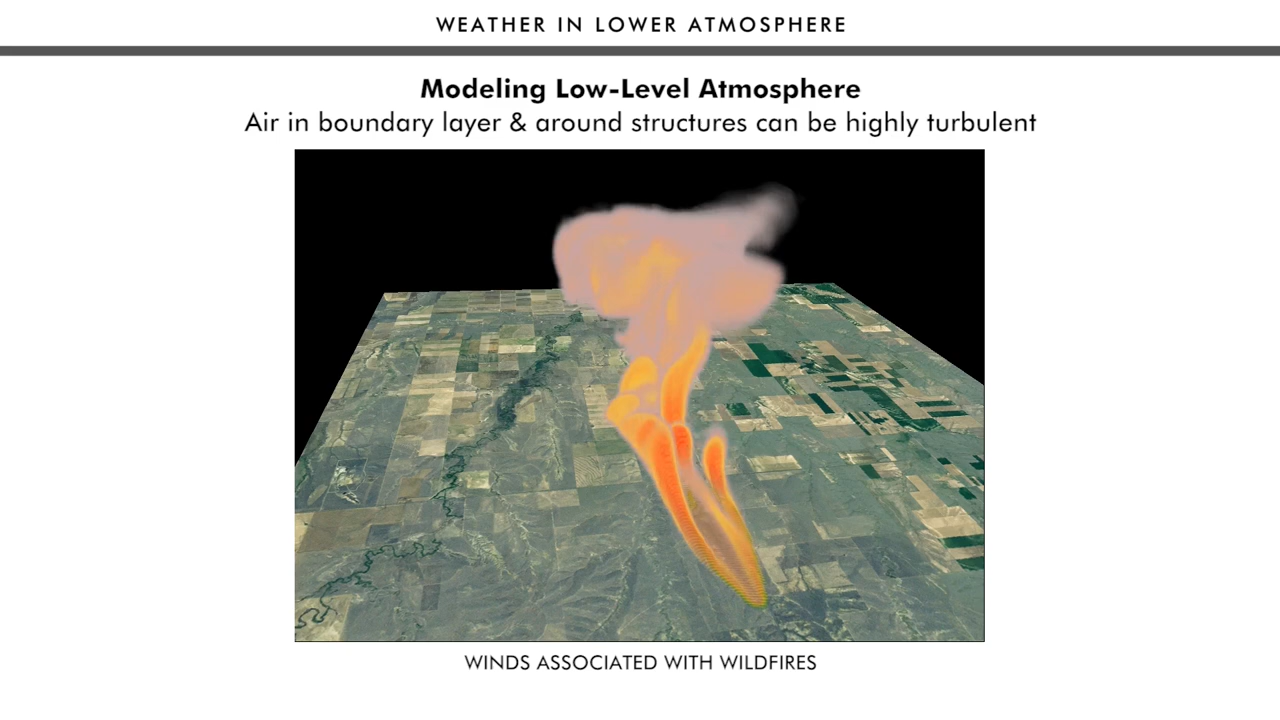 WEATHER IN LOWER ATMOSPHERE
Modeling Low-Level Atmosphere
Air in boundary layer & around structures can be highly turbulent
WINDS ASSOCIATED WITH WILDFIRES